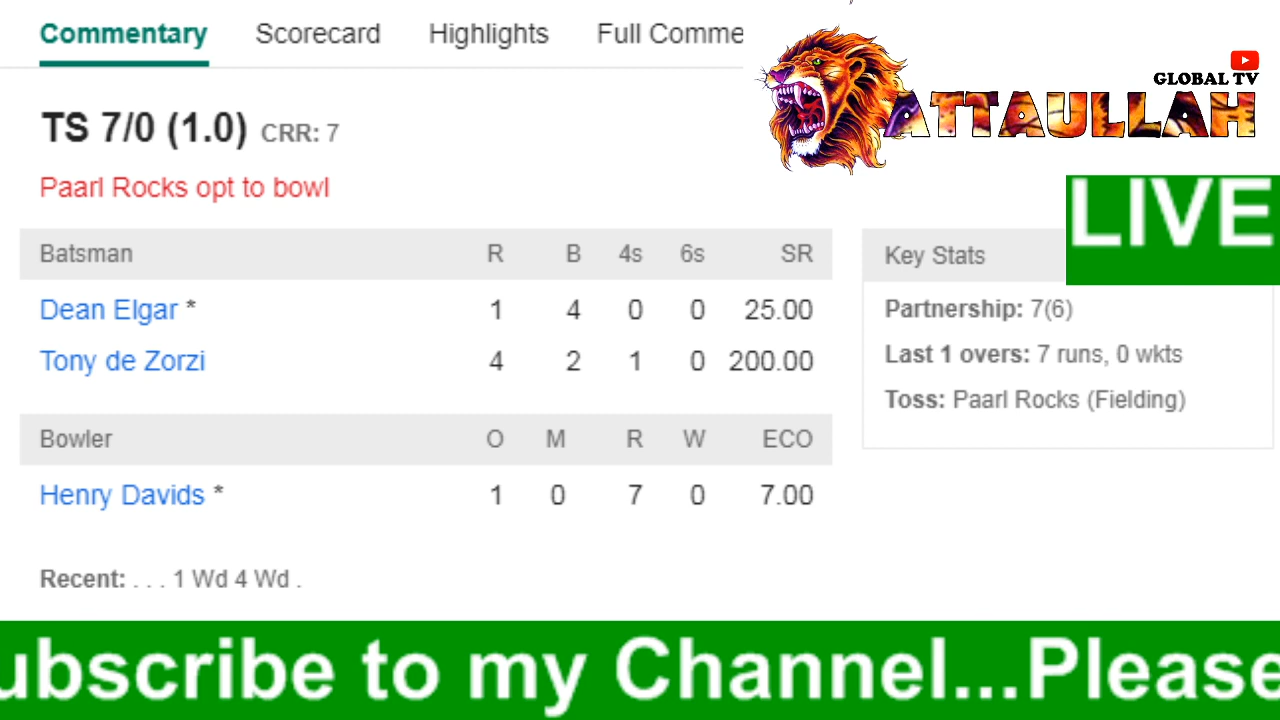 Commentary Scorecard Highlights Full Comme
GLOBAL TV
ATTAULLAH
TS 7/0 (1.0) CRR: 7
Paarl Rocks opt to bowl
LIVE
Batsman R B 4s 6s SR
Dean Elgar * 1 4 0 0 25.00
Tony de Zorzi 4 2 1 0 200.00
Bowler O M R W ECO
Henry Davids * 1 0 7 0 7.00
Key Stats
Partnership: 7(6)
Last 1 overs: 7 runs, 0 wkts
Toss: Paarl Rocks (Fielding)
Recent: . . . 1 Wd 4 Wd .
ubscribe to my Channel...Please